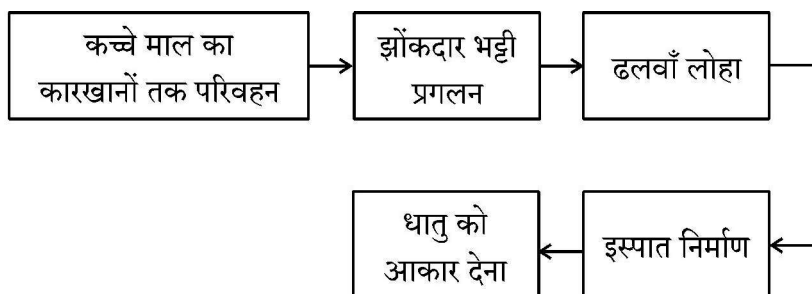 कच्चे माल का
कारखानों तक परिवहन
झोंकदार भट्टी
प्रगलन
ढलवाँ लोहा
इस्पात निर्माण
धातु को
आकार देना